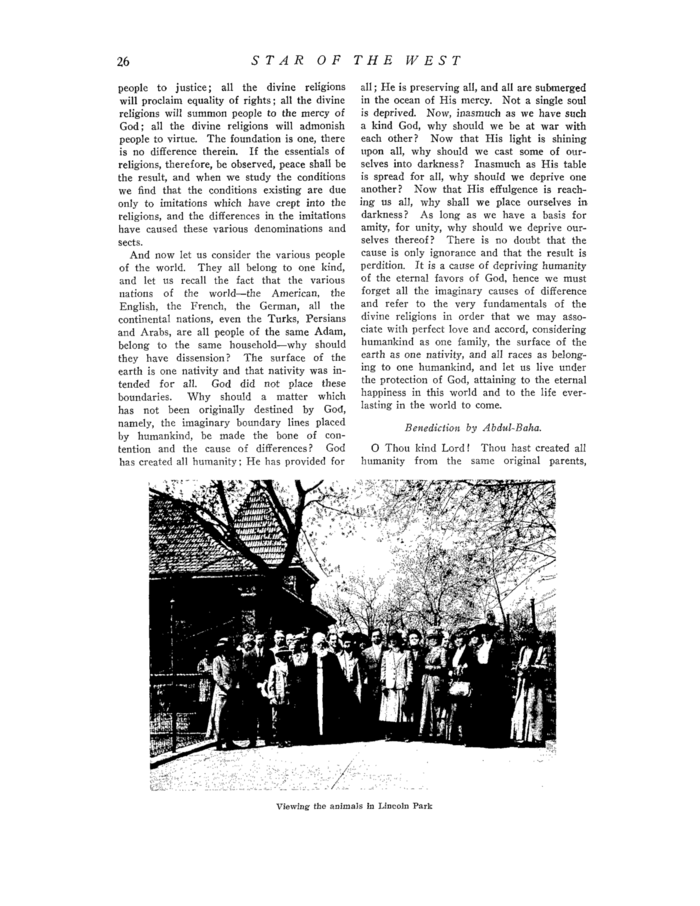 26
STAR OF THE WEST
people to justice; all the divine religions
will proclaim equality of rights; all the divine
religions will summon people to the mercy of
God; all the divine religions will admonish
people to virtue. The foundation is one, there
is no difference therein. If the essentials of
religions, therefore, be observed, peace shall be
the result, and when we study the conditions
we find that the conditions existing are due
only to imitations which have crept into the
religions, and the differences in the imitations
have caused these various denominations and
sects.
And now let us consider the various people
of the world. They all belong to one kind,
and let us recall the fact that the various
nations of the world—the American, the
English, the French, the German, all the
continental nations, even the Turks, Persians
and Arabs, are all people of the same Adam,
belong to the same household—why should
they have dissension? The surface of the
earth is one nativity and that nativity was in-
tended for all. God did not place these
boundaries. Why should a matter which
has not been originally destined by God,
namely, the imaginary boundary lines placed
by humankind, be made the bone of con-
tention and the cause of differences? God
has created all humanity; He has provided for
all; He is preserving all, and all are submerged
in the ocean of His mercy. Not a single soul
is deprived. Now, inasmuch as we have such
a kind God, why should we be at war with
each other? Now that His light is shining
upon all, why should we cast some of our-
selves into darkness? Inasmuch as His table
is spread for all, why should we deprive one
another? Now that His effulgence is reach-
ing us all, why shall we place ourselves in
darkness? As long as we have a basis for
amity, for unity, why should we deprive our-
selves thereof? There is no doubt that the
cause is only ignorance and that the result is
perdition. It is a cause of depriving humanity
of the eternal favors of God, hence we must
forget all the imaginary causes of difference
and refer to the very fundamentals of the
divine religions in order that we may asso-
ciate with perfect love and accord, considering
humankind as one family, the surface of the
earth as one nativity, and all races as belong-
ing to one humankind, and let us live under
the protection of God, attaining to the eternal
happiness in this world and to the life ever-
lasting in the world to come.
Benediction by Abdul-Baha.
O Thou kind Lord! Thou hast created all
humanity from the same original parents,
Viewing the animals in Lincoln Park